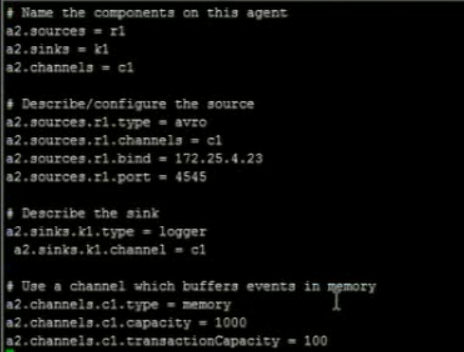 # Name the components on this agent
a2.sources = r1
a2.sinks = k1
a2.channels = c1
# Describe/configure the source
a2.sources.r1.type = avro
a2.sources.r1.channels = c1
a2.sources.r1.bind = 172.25.4.23
a2.sources.r1.port = 4545
# Describe the sink
a2.sinks.k1.type = logger
a2.sinks.k1.channel = c1
# Use a channel which buffers events in memory
a2.channels.c1.type = memory
a2.channels.c1.capacity = 1000
a2.channels.c1.transactionCapacity = 100